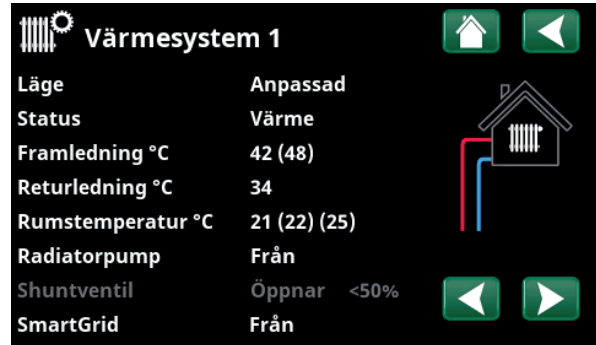 Värmesystem 1
Läge Anpassad
Status Värme
Framledning °C 42 (48)
Returledning °C 34
Rumstemperatur °C 21 (22) (25)
Radiatorpump Från
Shuntventil Öppnar <50%
SmartGrid Från